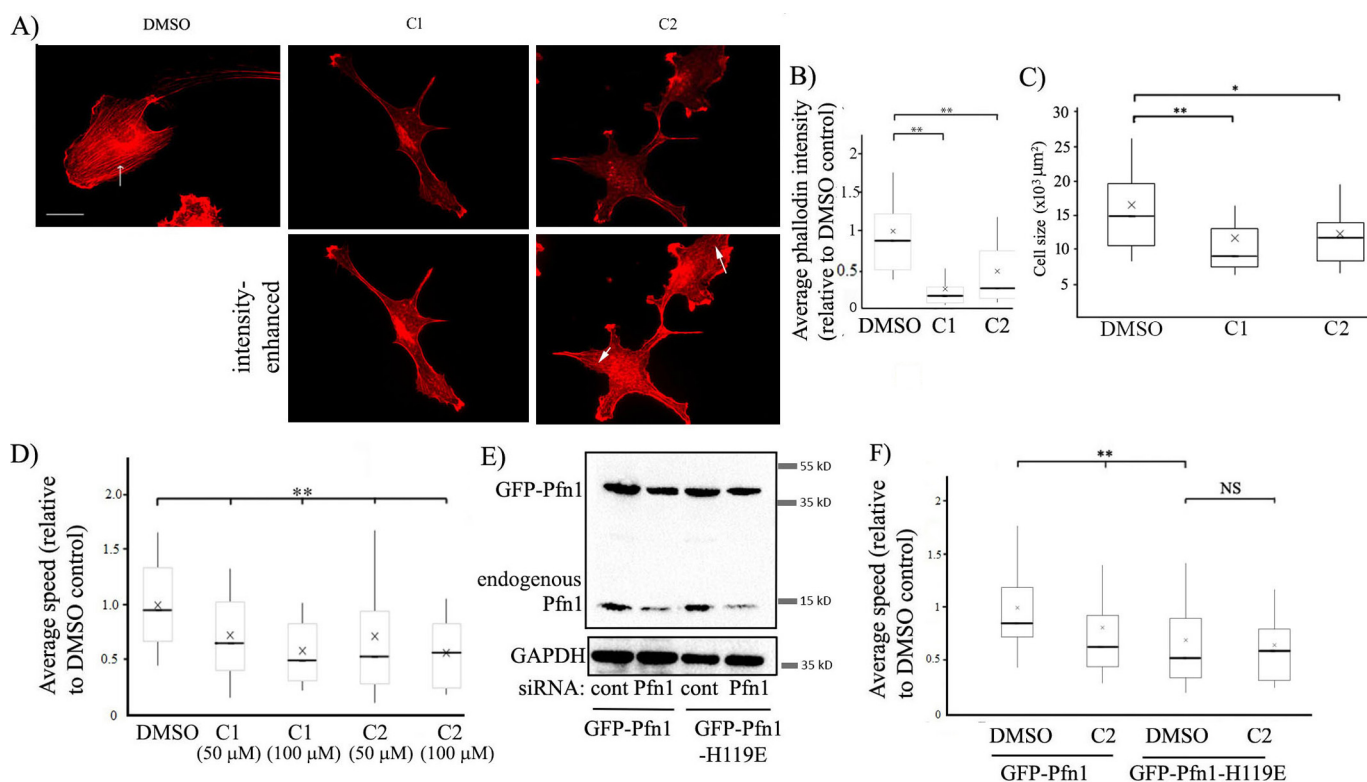 A)
DMSO
C1
C2
intensity-
enhanced
B)
Average phallodin intensity
(relative to DMSO control)
2
1.5
1
0.5
0
**
**
DMSO C1 C2
C)
Cell size (x10³ µm²)
30
25
20
15
10
5
*
**
DMSO C1 C2
D)
Average speed (relative
to DMSO control)
2.0
1.5
1.0
0.5
0
**
DMSO C1 C1 C2 C2
(50 µM) (100 µM) (50 µM) (100 µM)
E)
GFP-Pfn1
endogenous
Pfn1
GAPDH
55 kD
35 kD
15 kD
35 kD
siRNA: cont Pfn1 cont Pfn1
GFP-Pfn1 GFP-Pfn1
-H119E
F)
Average speed (relative
to DMSO control)
2
1.5
1
0.5
0
**
NS
DMSO C2 DMSO C2
GFP-Pfn1 GFP-Pfn1-H119E